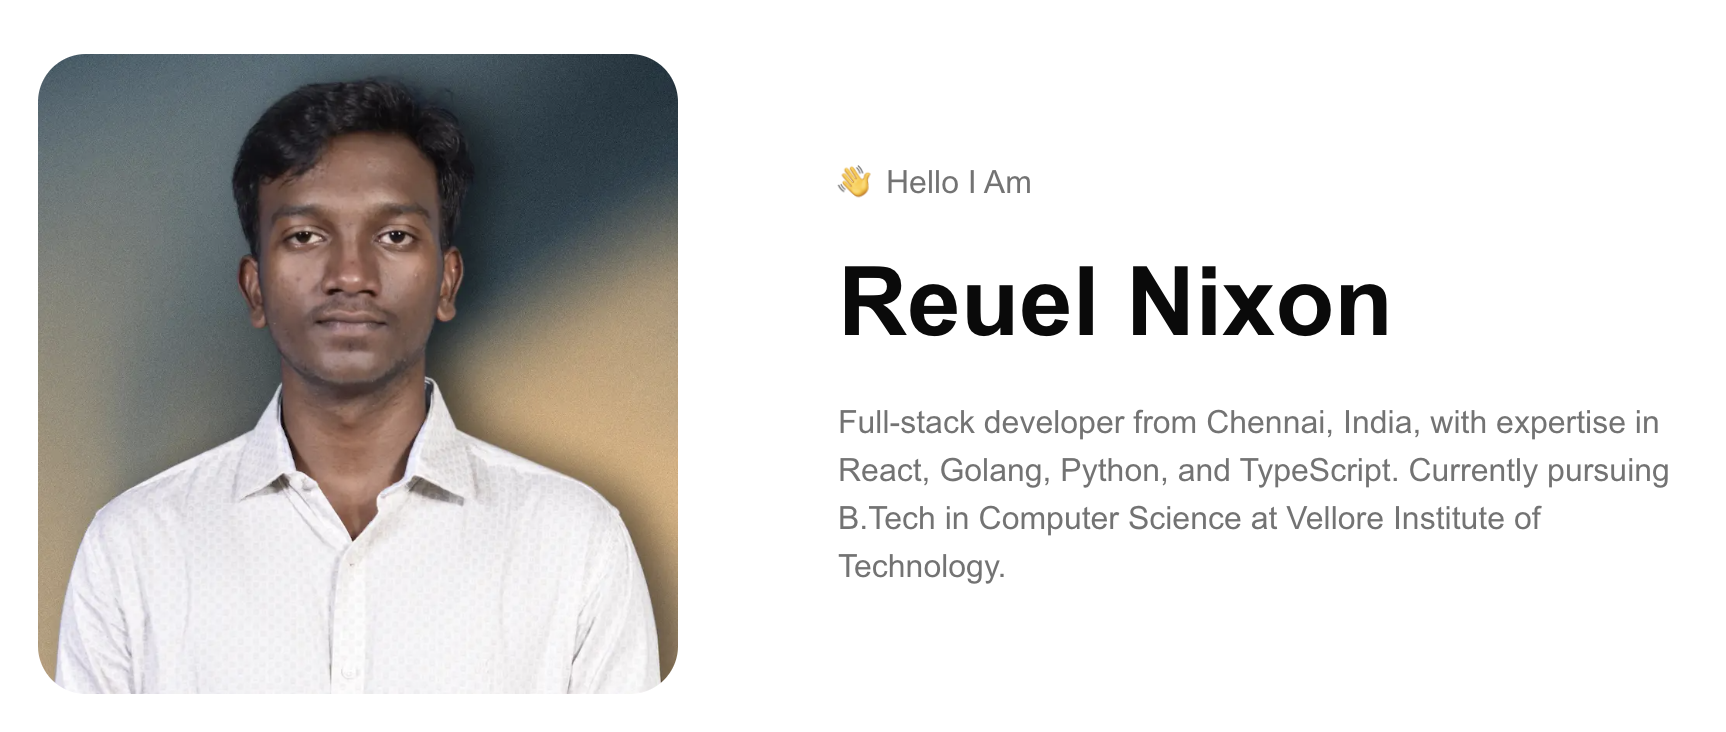 👋 Hello I Am
Reuel Nixon
Full-stack developer from Chennai, India, with expertise in
React, Golang, Python, and TypeScript. Currently pursuing
B.Tech in Computer Science at Vellore Institute of
Technology.